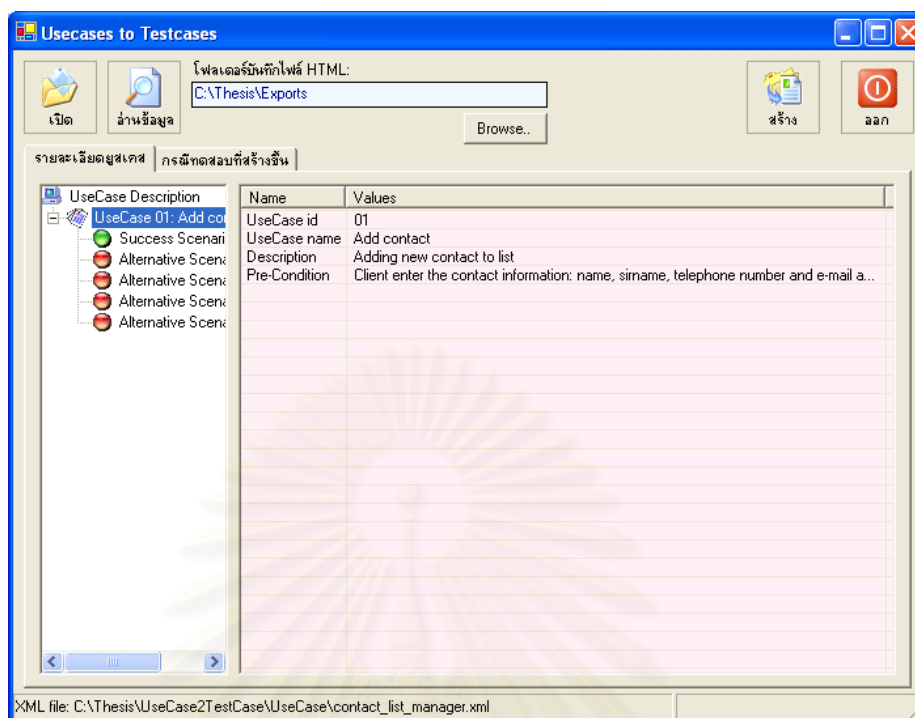 Usecases to Testcases
โฟลเดอร์บันทึกไฟล์ HTML:
C:\Thesis\Exports
Browse..
เปิด
อ่านข้อมูล
สร้าง
ออก
รายละเอียดยูสเคส
กรณีทดสอบที่สร้างขึ้น
UseCase Description
UseCase 01: Add co
Success Scenari
Alternative Scena
Alternative Scena
Alternative Scena
Alternative Scena
Name Values
UseCase id 01
UseCase name Add contact
Description Adding new contact to list
Pre-Condition Client enter the contact information: name, sirname, telephone number and e-mail a...
XML file: C:\Thesis\UseCase2TestCase\UseCase\contact_list_manager.xml